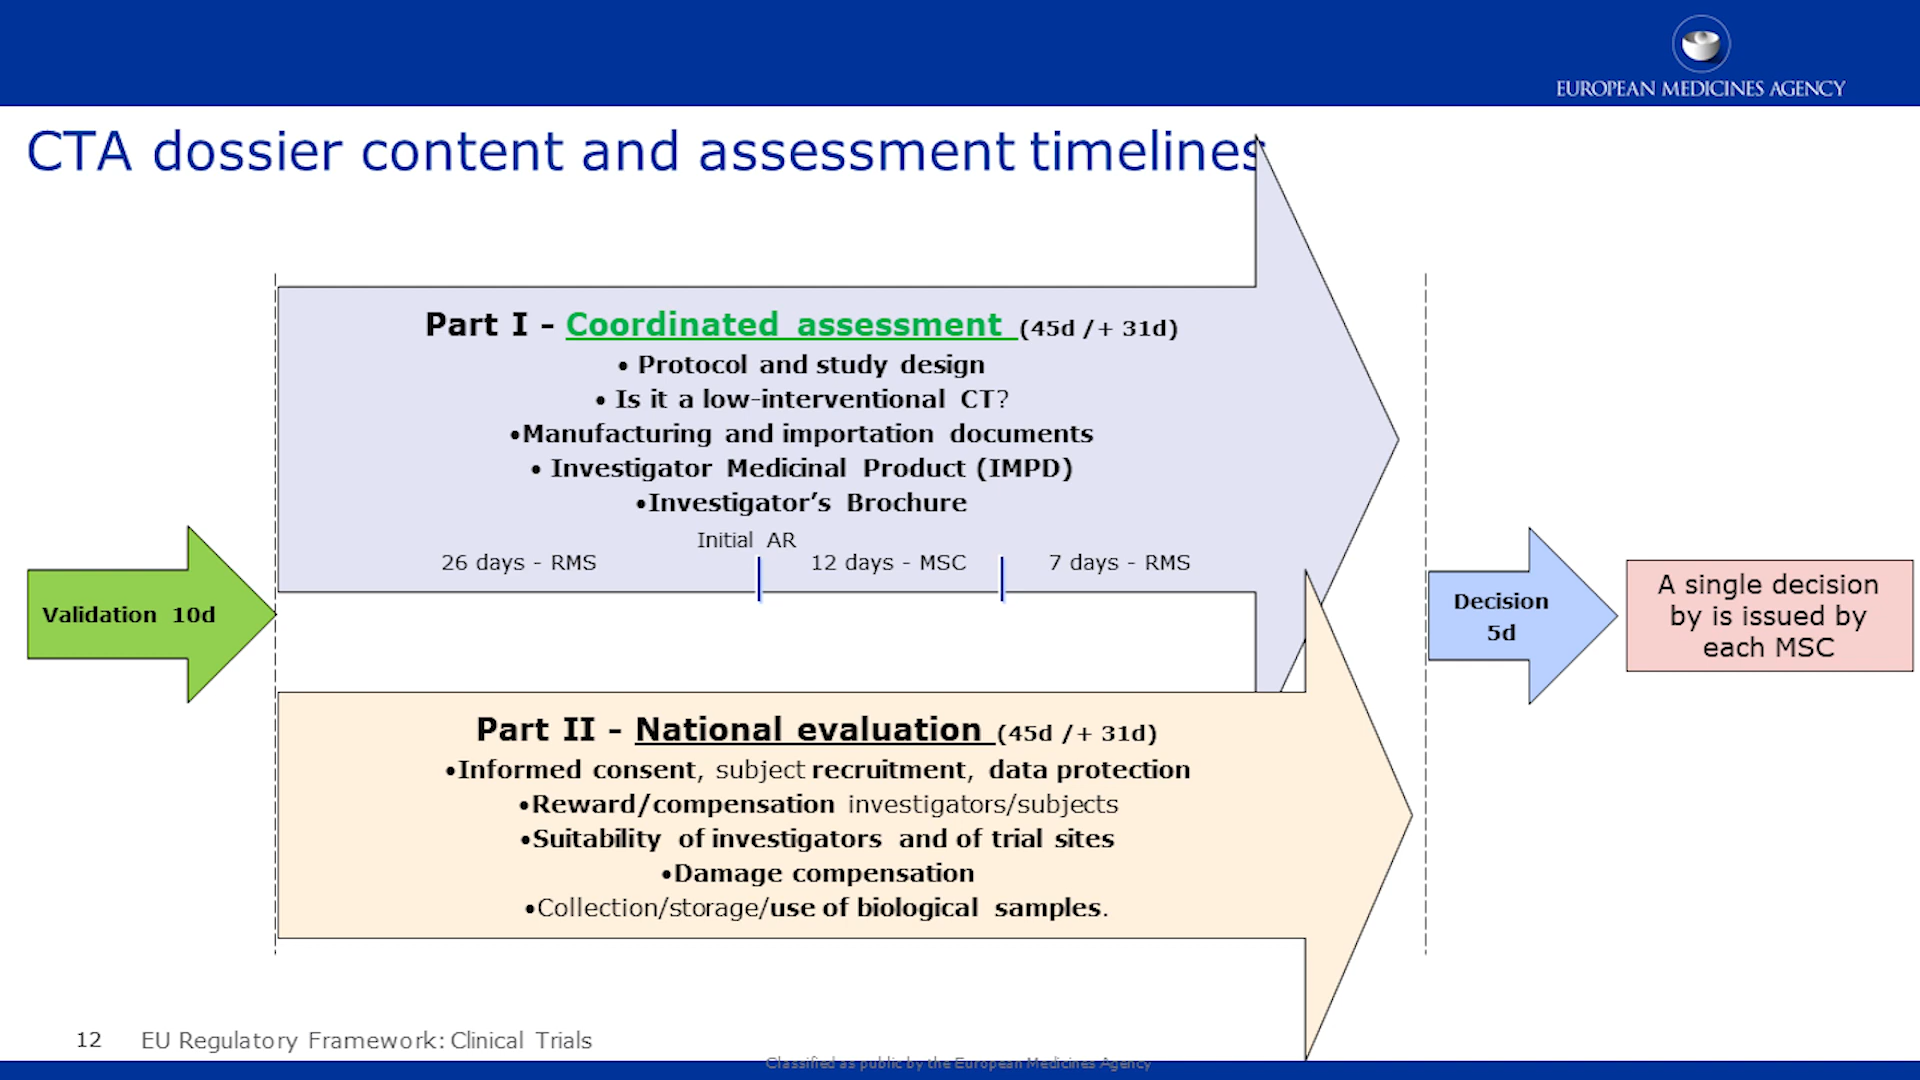 EUROPEAN MEDICINES AGENCY
CTA dossier content and assessment timelines
Part I - Coordinated assessment (45d /+ 31d)
• Protocol and study design
• Is it a low-interventional CT?
•Manufacturing and importation documents
• Investigator Medicinal Product (IMPD)
•Investigator’s Brochure
Initial AR
26 days - RMS
12 days - MSC
7 days - RMS
Validation 10d
Decision
5d
A single decision
by is issued by
each MSC
Part II - National evaluation (45d /+ 31d)
•Informed consent, subject recruitment, data protection
•Reward/compensation investigators/subjects
•Suitability of investigators and of trial sites
•Damage compensation
•Collection/storage/use of biological samples.
12
EU Regulatory Framework: Clinical Trials
Classified as public by the European Medicines Agency